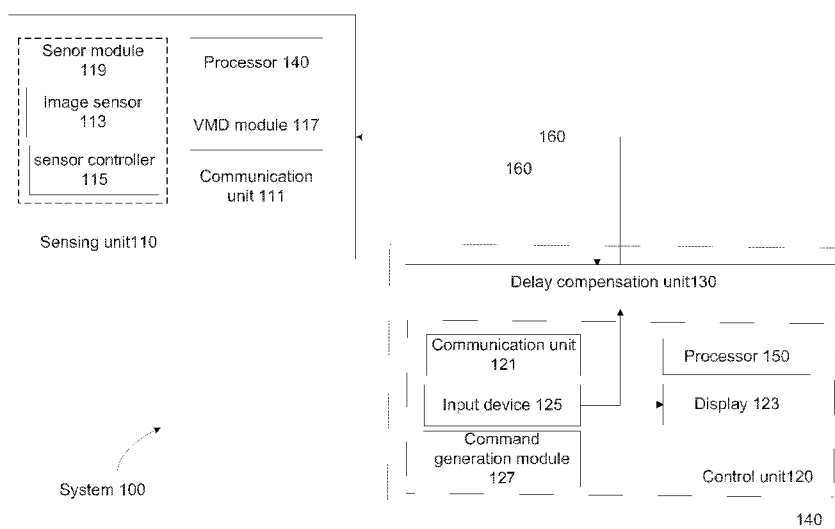 Senor module
119
Image sensor
113
sensor controller
115
Processor 140
VMD module 117
Communication
unit 111
Sensing unit110
160
160
Delay compensation unit130
Communication unit
121
Input device 125
Command
generation module
127
Processor 150
Display 123
Control unit120
System 100
140